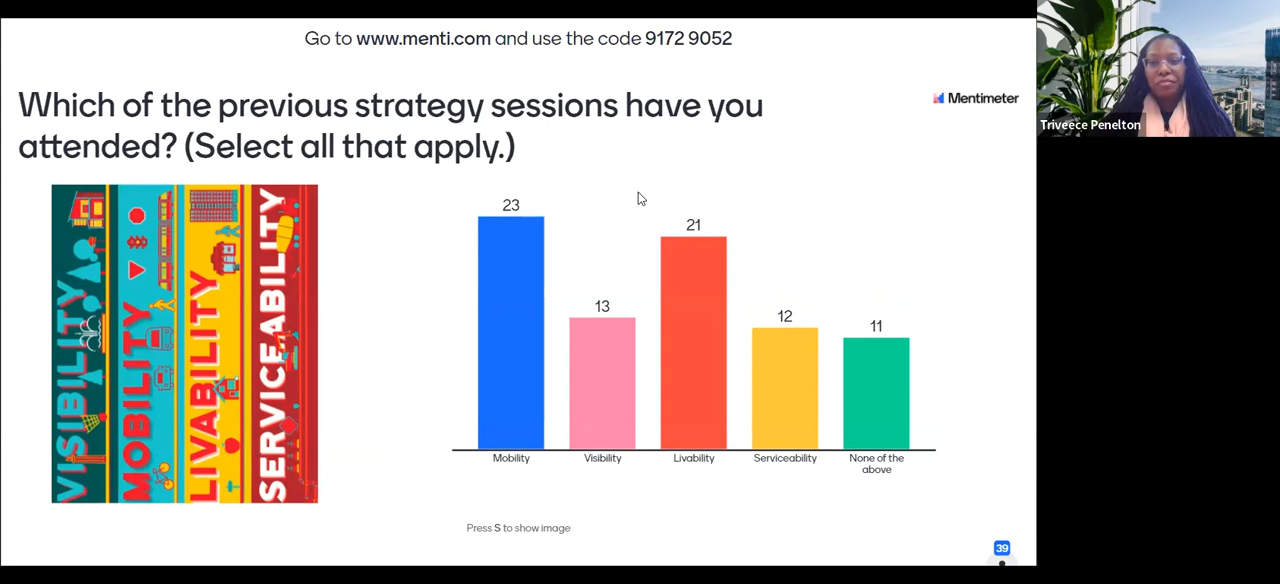 Go to www.menti.com and use the code 9172 9052
Which of the previous strategy sessions have you
attended? (Select all that apply.)
Mentimeter
Triveece Penelton
VISIBILITY
MOBILITY
LIVABILITY
SERVICEABILITY
23
13
21
12
11
Mobility
Visibility
Livability
Serviceability
None of the
above
Press S to show image
39